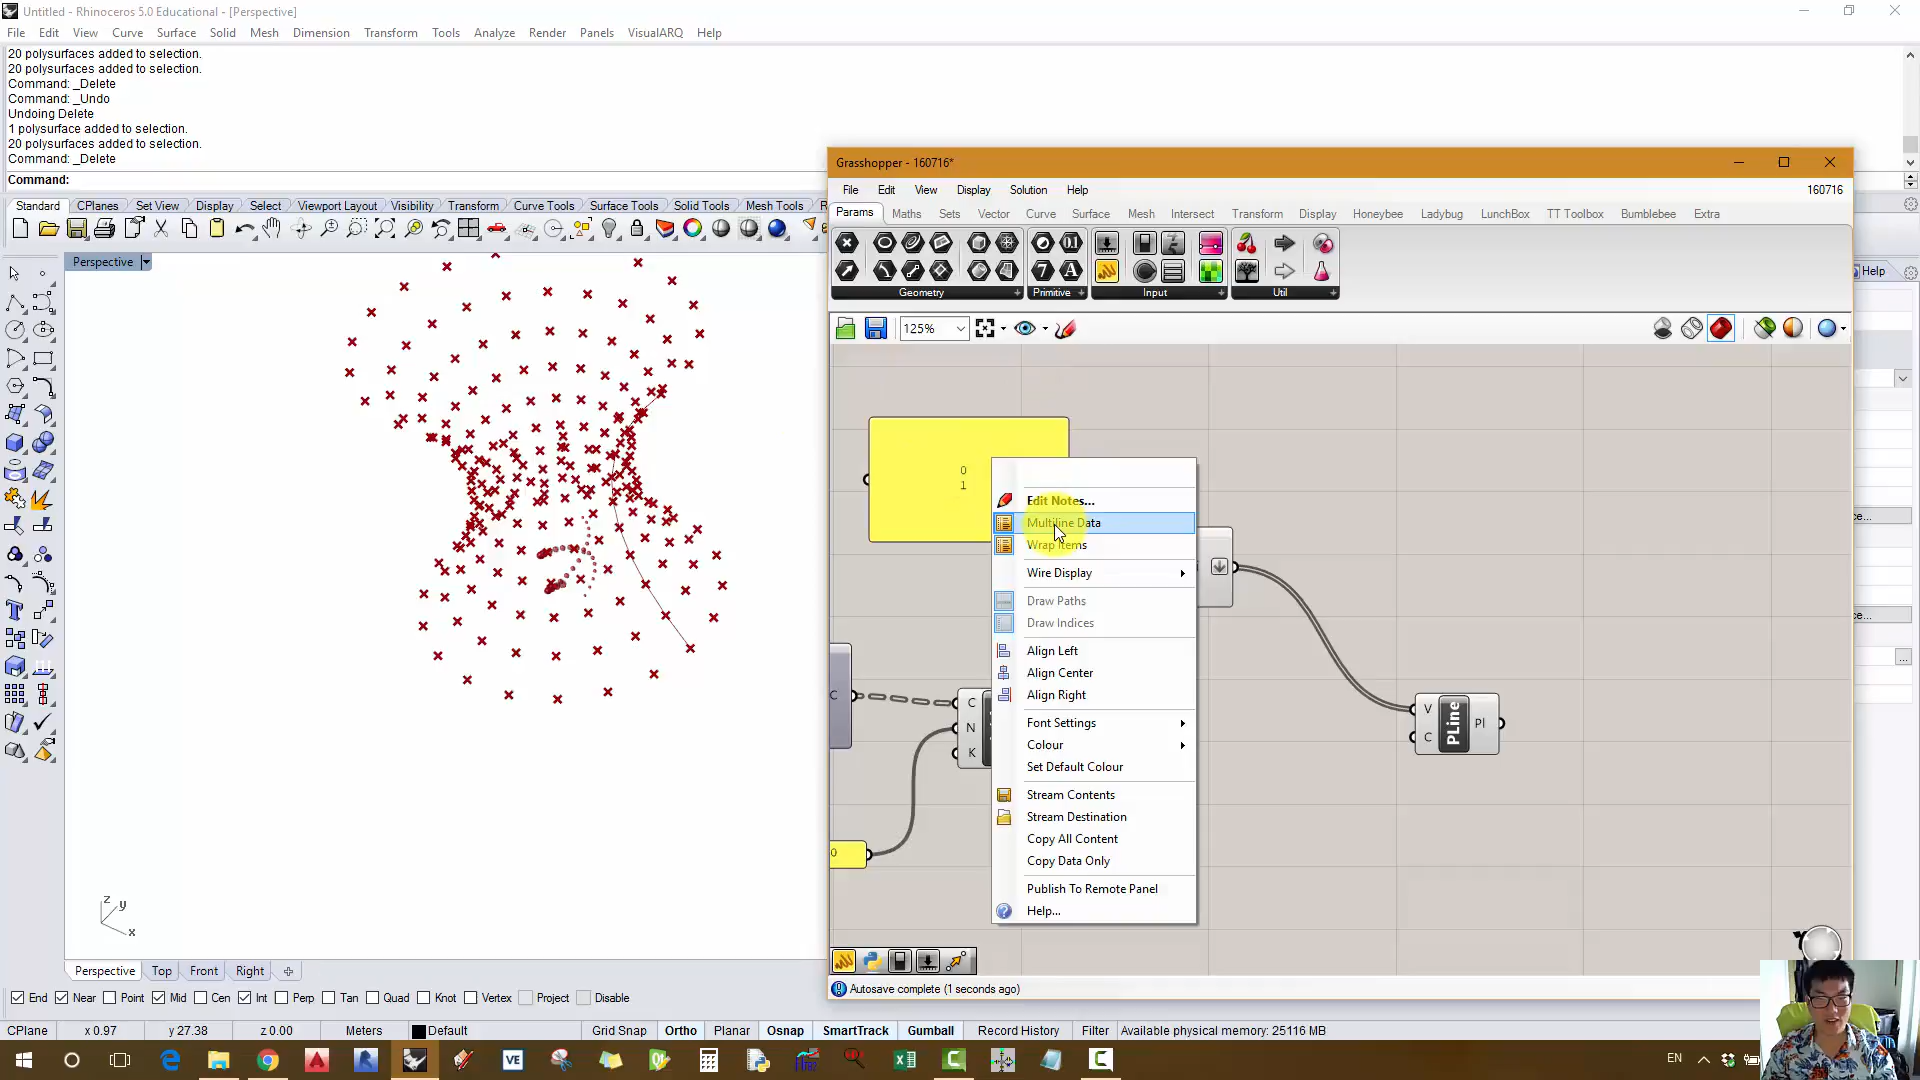 Untitled - Rhinoceros 5.0 Educational - [Perspective]
File Edit View Curve Surface Solid Mesh Dimension Transform Tools Analyze Render Panels VisualARQ Help
20 polysurfaces added to selection.
20 polysurfaces added to selection.
Command: _Delete
Command: _Undo
Undoing Delete
1 polysurface added to selection.
20 polysurfaces added to selection.
Command: _Delete
Command:
Standard CPlanes Set View Display Select Viewport Layout Visibility Transform Curve Tools Surface Tools Solid Tools Mesh Tools
Perspective
Help
Grasshopper - 160716*
File Edit View Display Solution Help 160716
Params Maths Sets Vector Curve Surface Mesh Intersect Transform Display Honeybee Ladybug LunchBox TT Toolbox Bumblebee Extra
Geometry Primitive Input Util
125%
0
1
Edit Notes...
Multiline Data
Wrap Items
Wire Display
Draw Paths
Draw Indices
Align Left
Align Center
Align Right
Font Settings
Colour
Set Default Colour
Stream Contents
Stream Destination
Copy All Content
Copy Data Only
Publish To Remote Panel
Help...
C
C
N
K
0
V
C
PLine
Pl
Autosave complete (1 seconds ago)
z
y
x
Perspective Top Front Right
End Near Point Mid Cen Int Perp Tan Quad Knot Vertex Project Disable
CPlane x 0.97 y 27.38 z 0.00 Meters Default Grid Snap Ortho Planar Osnap SmartTrack Gumball Record History Filter Available physical memory: 25116 MB
EN